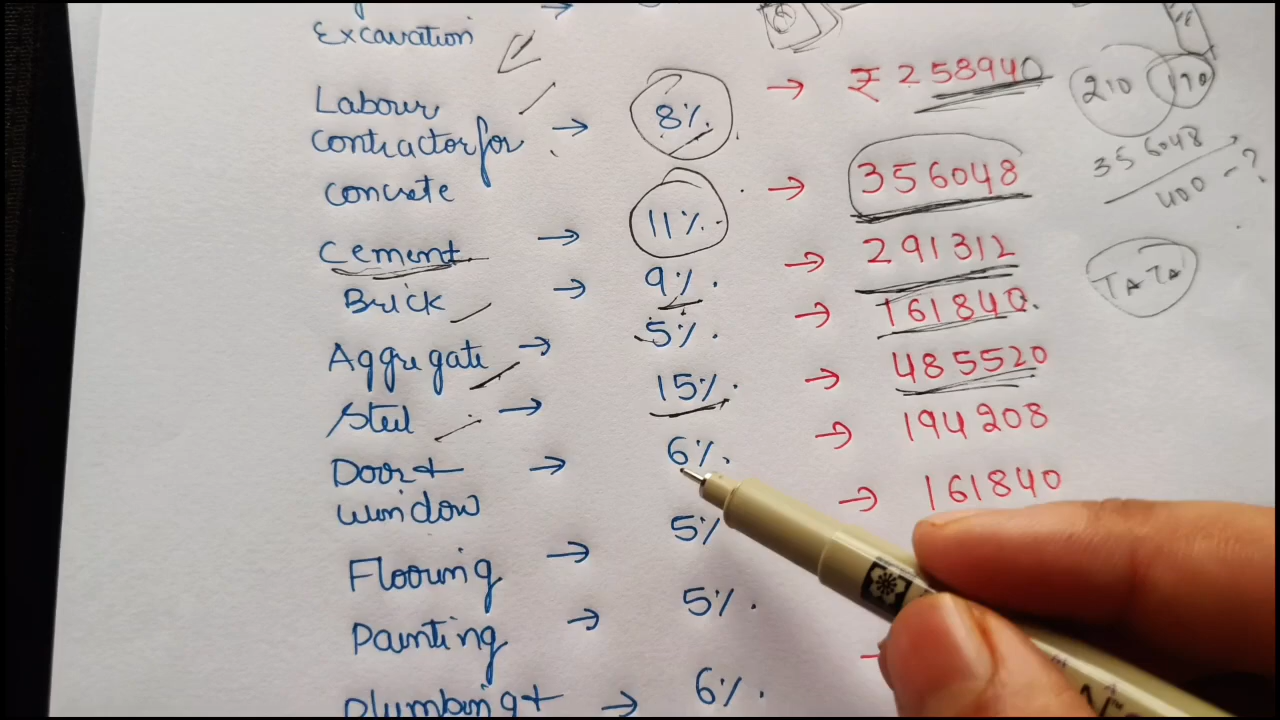 Excavation →
Labour → 8%. → ₹ 258940
Contractor for
concrete
Cement → 11%. → 356048
Brick → 9%. → 291312
Aggregate → 5%. → 161840.
Steel → 15%. → 485520
Door + → 6%. → 194208
window
Flooring → 5% → 161840
Painting → 5%.
Plumbing + → 6%.
210 170
356048
400 = ?
TATA